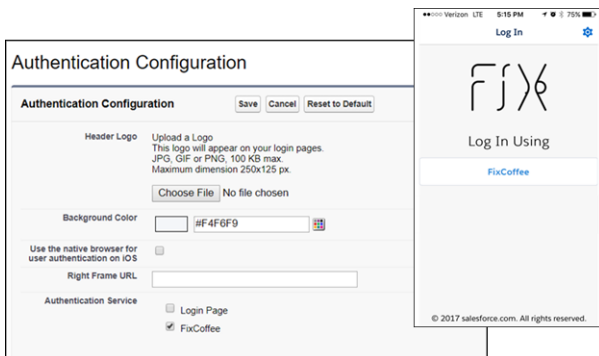 Authentication Configuration
Authentication Configuration
Save Cancel Reset to Default
Header Logo
Upload a Logo
This logo will appear on your login pages.
JPG, GIF or PNG, 100 KB max.
Maximum dimension 250x125 px.
Choose File No file chosen
Background Color
#F4F6F9
Use the native browser for
user authentication on iOS
Right Frame URL
Authentication Service
Login Page
FixCoffee
Verizon LTE 5:15 PM 75%
Log In
FIX
Log In Using
FixCoffee
© 2017 salesforce.com. All rights reserved.